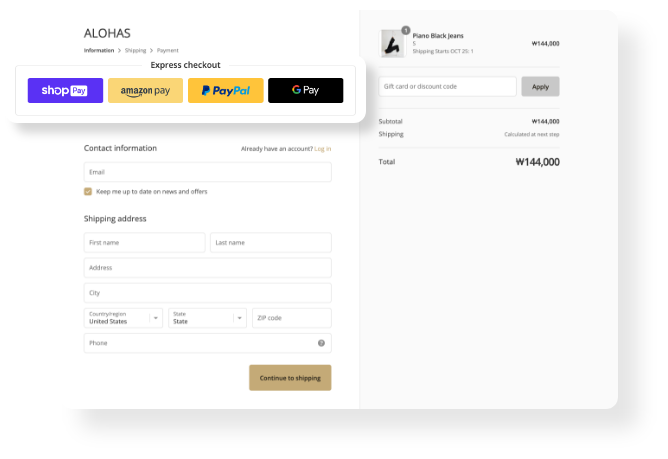 ALOHAS
Information > Shipping > Payment
Express checkout
shop Pay
amazon pay
PayPal
G Pay
Contact information
Already have an account? Log in
Email
Keep me up to date on news and offers
Shipping address
First name
Last name
Address
City
Country/region
United States
State
State
ZIP code
Phone
?
Continue to shipping
1
Piano Black Jeans
5
Shipping Starts OCT 25: 1
₩144,000
Gift card or discount code
Apply
Subtotal
₩144,000
Shipping
Calculated at next step
Total
₩144,000